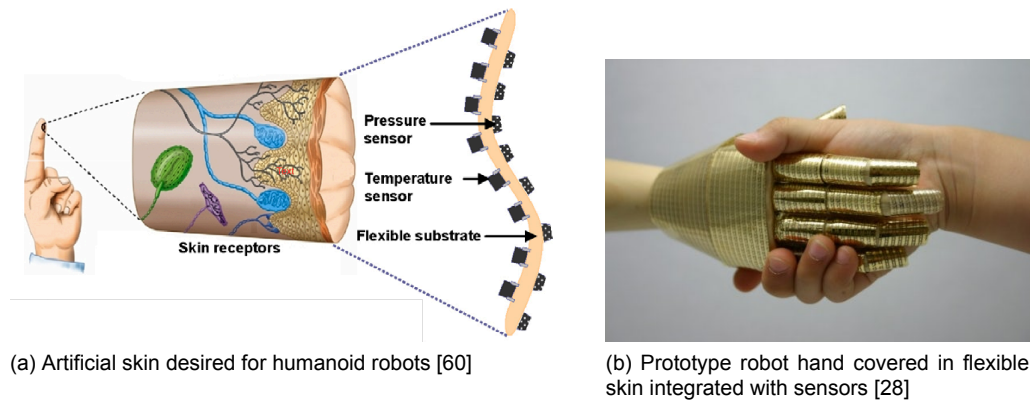 Pressure
sensor
Temperature
sensor
Flexible substrate
Skin receptors
(a) Artificial skin desired for humanoid robots [60]
(b) Prototype robot hand covered in flexible
skin integrated with sensors [28]